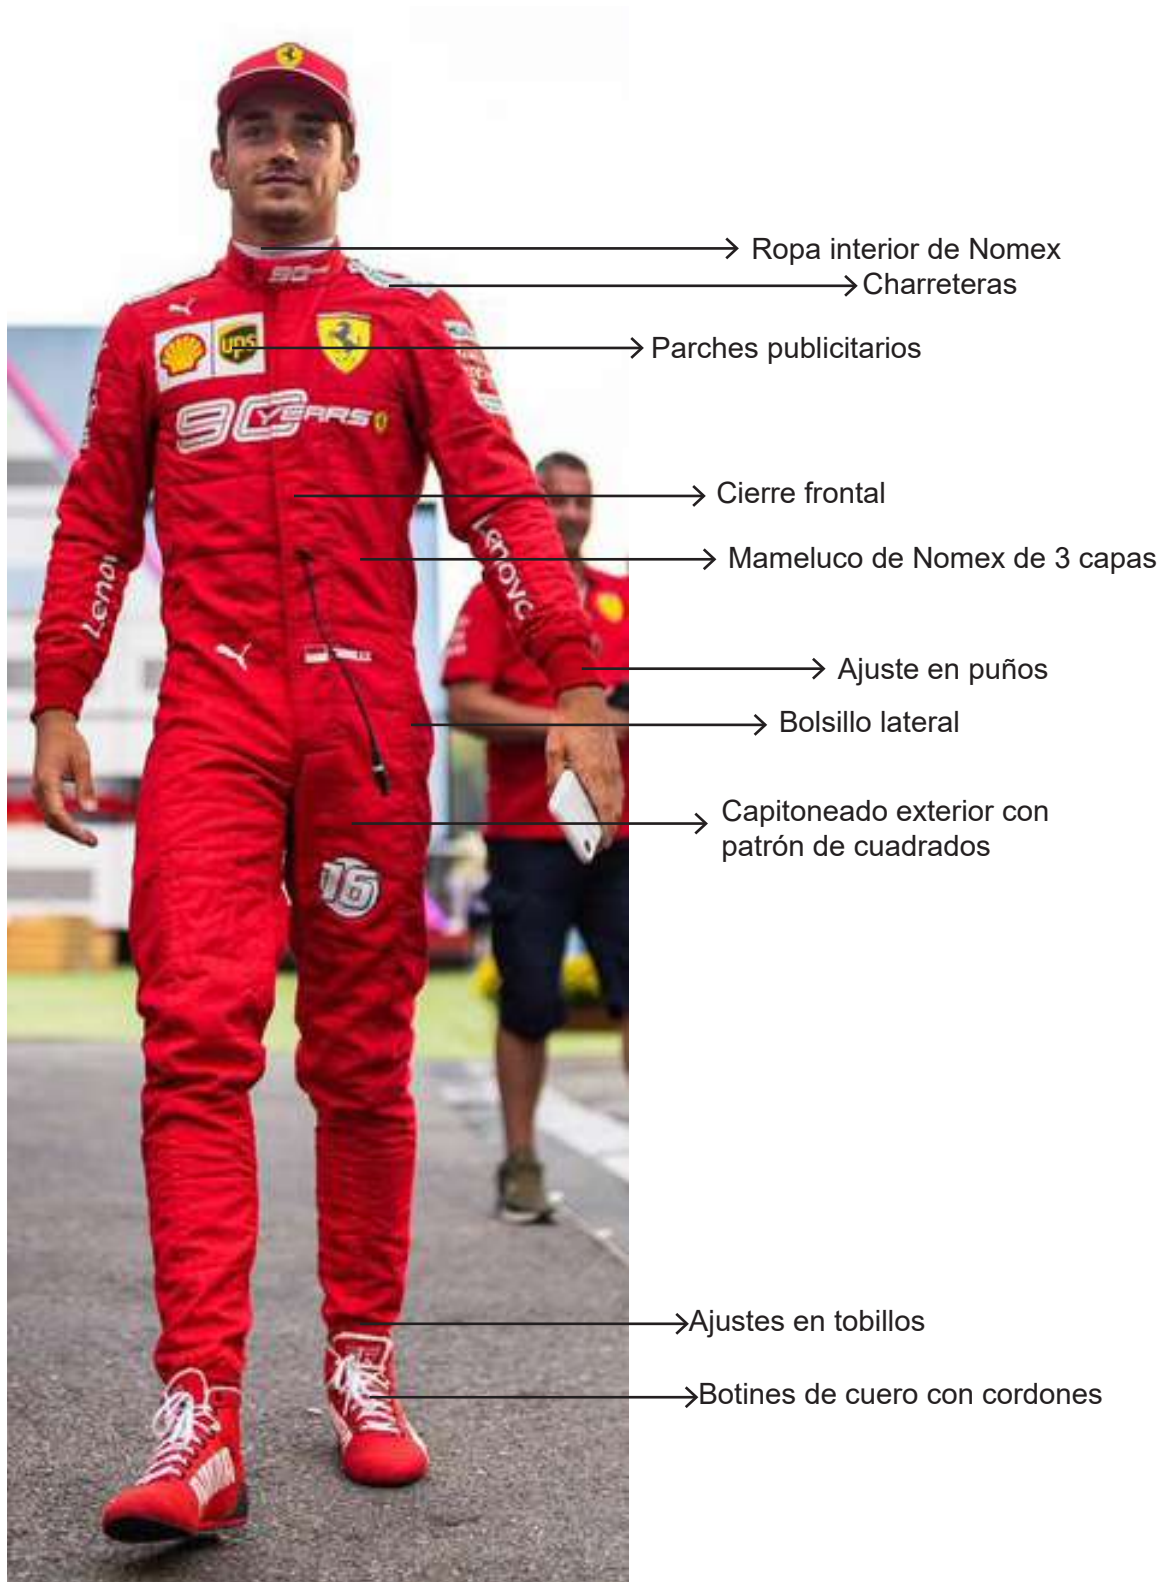 Ropa interior de Nomex
Charreteras
Parches publicitarios
ups
90 YEARS
Cierre frontal
Lenovo
Lenovo
Mameluco de Nomex de 3 capas
Ajuste en puños
Bolsillo lateral
Capitoneado exterior con
patrón de cuadrados
16
Ajustes en tobillos
Botines de cuero con cordones